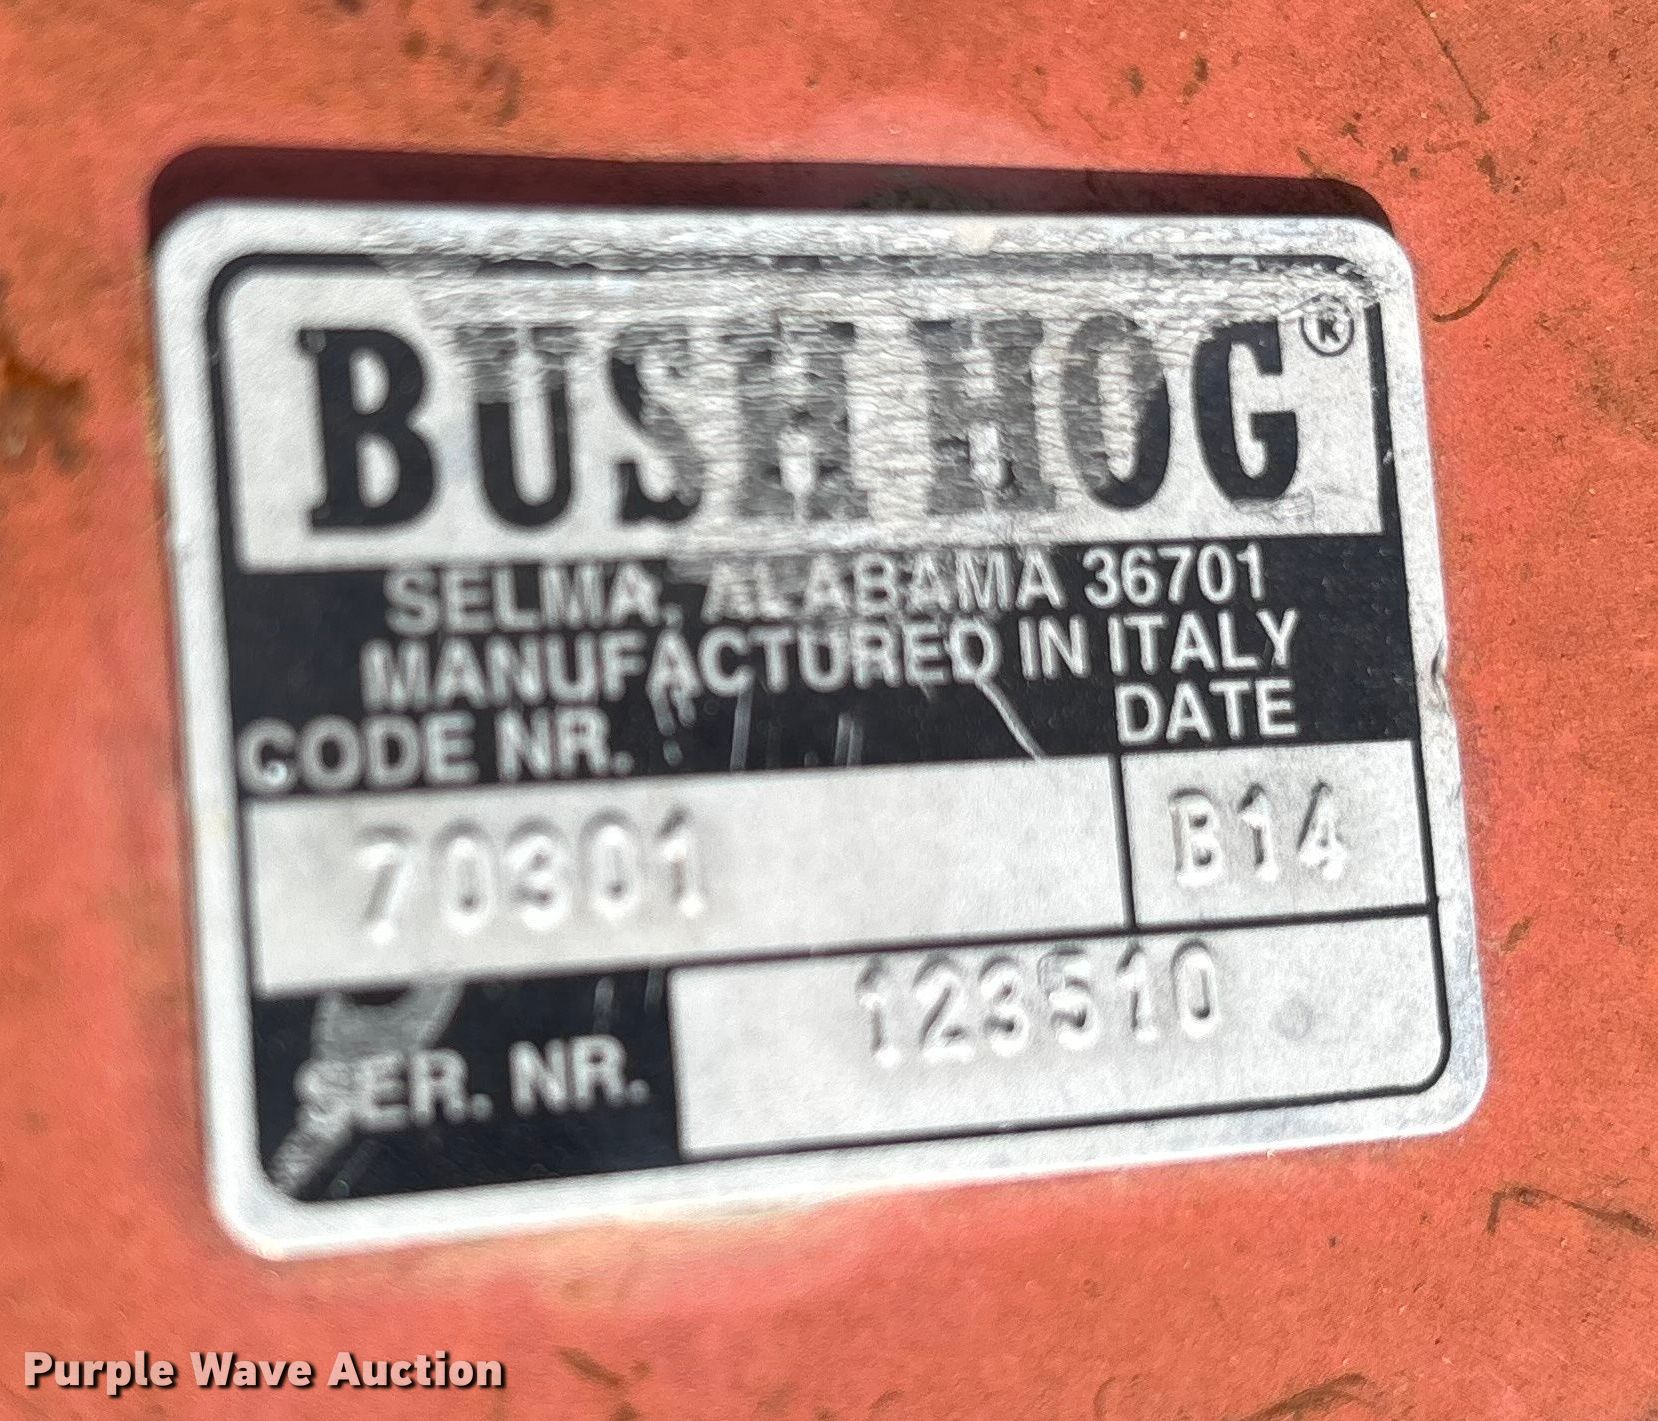 BUSH HOG®
SELMA, ALABAMA 36701
MANUFACTURED IN ITALY
CODE NR. DATE
70301 B14
SER. NR. 123510
Purple Wave Auction